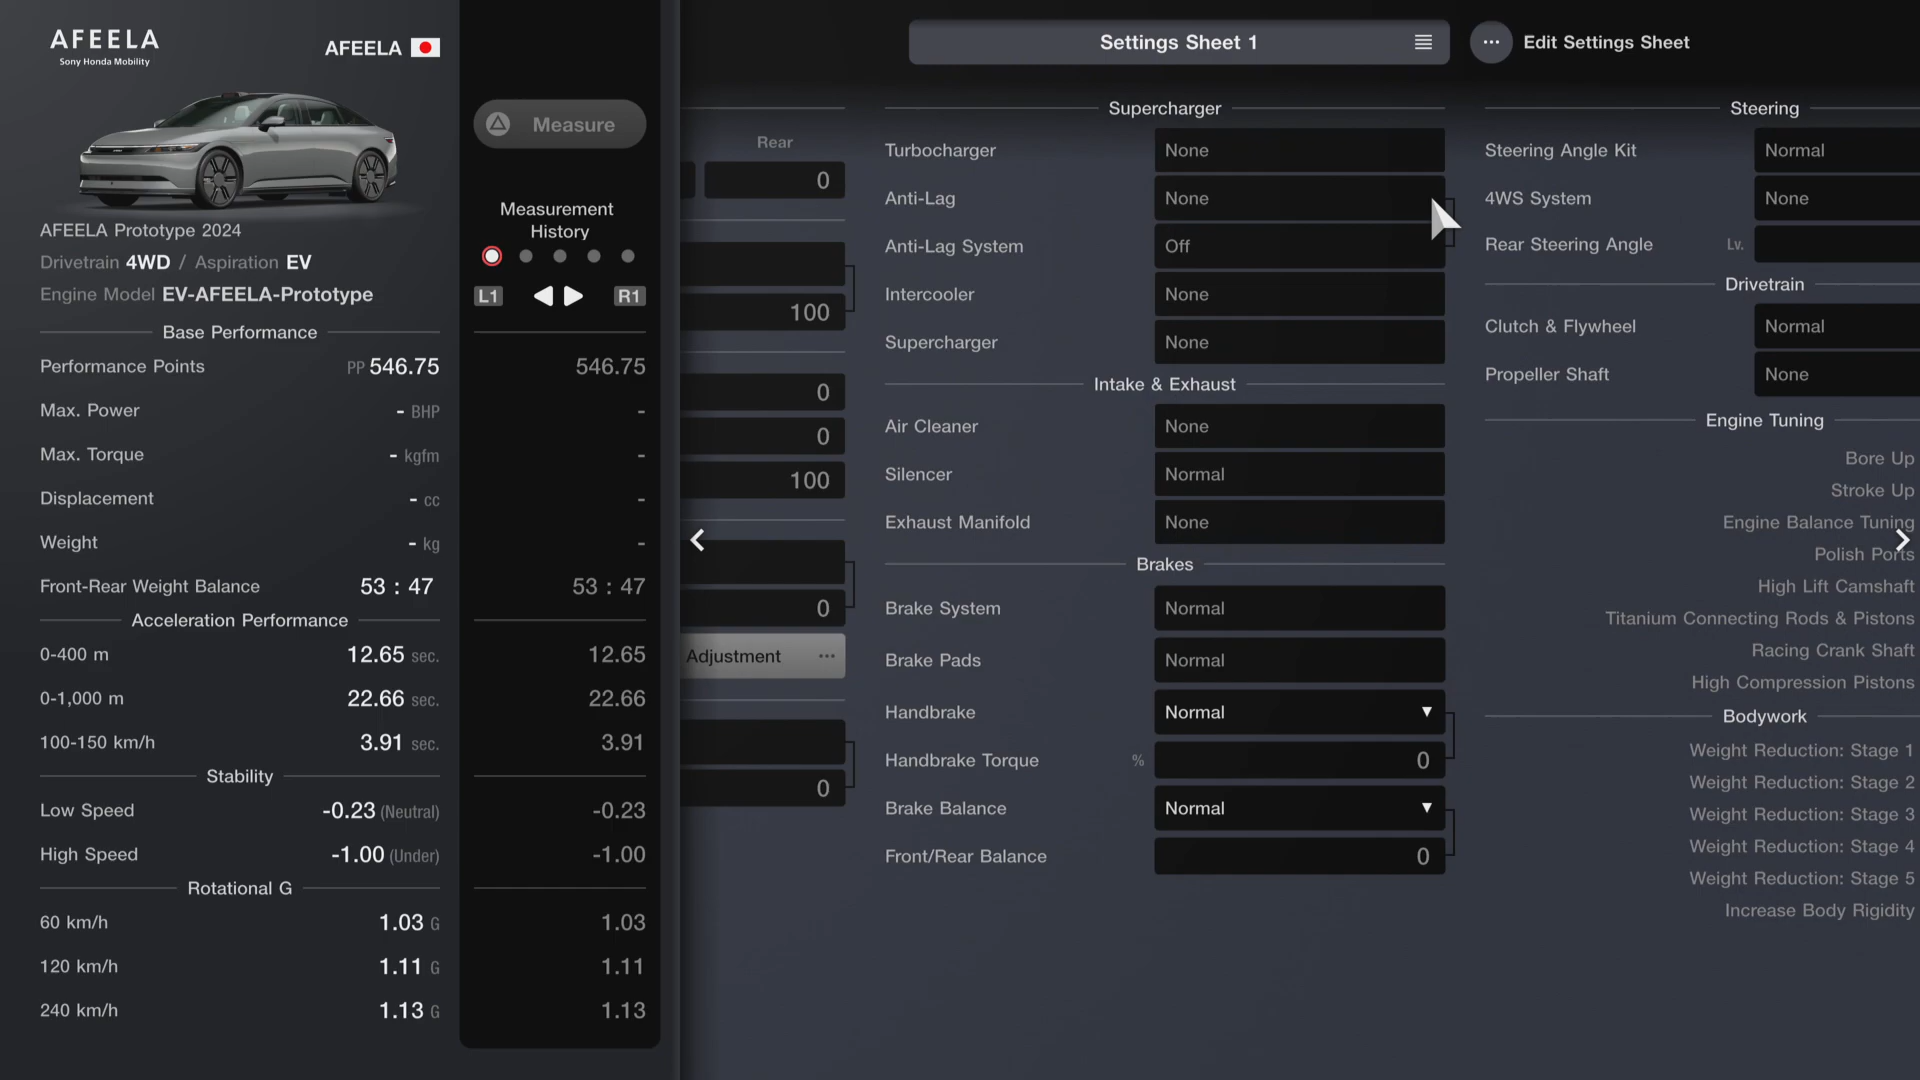 AFEELA
Sony Honda Mobility
AFEELA
AFEELA Prototype 2024
Drivetrain 4WD / Aspiration EV
Engine Model EV-AFEELA-Prototype
Base Performance
Performance Points PP 546.75
Max. Power - BHP
Max. Torque - kgfm
Displacement - cc
Weight - kg
Front-Rear Weight Balance 53 : 47
Acceleration Performance
0-400 m 12.65 sec.
0-1,000 m 22.66 sec.
100-150 km/h 3.91 sec.
Stability
Low Speed -0.23 (Neutral)
High Speed -1.00 (Under)
Rotational G
60 km/h 1.03 G
120 km/h 1.11 G
240 km/h 1.13 G
Measure
Measurement
History
L1 R1
546.75
-
-
-
-
53 : 47
12.65
22.66
3.91
-0.23
-1.00
1.03
1.11
1.13
Settings Sheet 1
Edit Settings Sheet
Rear
0
100
0
0
100
0
Adjustment
0
Supercharger
Turbocharger None
Anti-Lag None
Anti-Lag System Off
Intercooler None
Supercharger None
Intake & Exhaust
Air Cleaner None
Silencer Normal
Exhaust Manifold None
Brakes
Brake System Normal
Brake Pads Normal
Handbrake Normal
Handbrake Torque % 0
Brake Balance Normal
Front/Rear Balance 0
Steering
Steering Angle Kit Normal
4WS System None
Rear Steering Angle Lv.
Drivetrain
Clutch & Flywheel Normal
Propeller Shaft None
Engine Tuning
Bore Up
Stroke Up
Engine Balance Tuning
Polish Ports
High Lift Camshaft
Titanium Connecting Rods & Pistons
Racing Crank Shaft
High Compression Pistons
Bodywork
Weight Reduction: Stage 1
Weight Reduction: Stage 2
Weight Reduction: Stage 3
Weight Reduction: Stage 4
Weight Reduction: Stage 5
Increase Body Rigidity